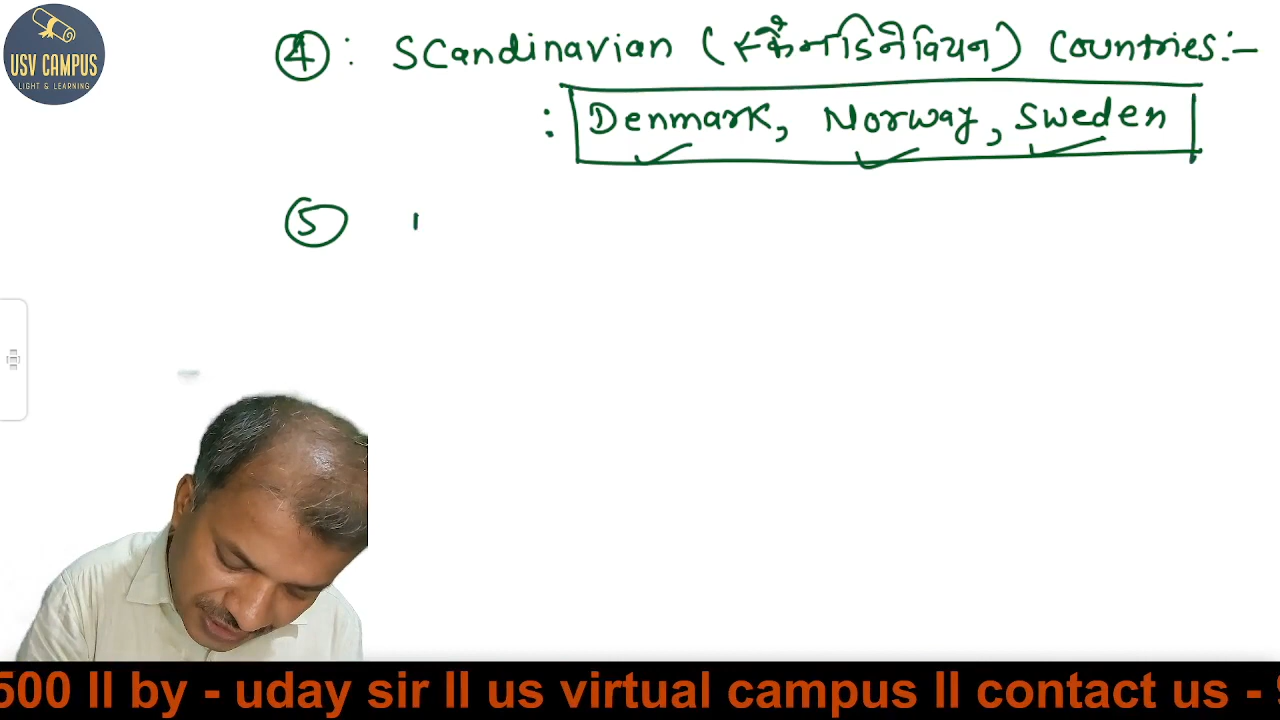 USV CAMPUS
LIGHT & LEARNING
④ : Scandinavian (स्कैनडिनेवियन) Countries:-
: Denmark, Norway, Sweden
⑤
500 ll by - uday sir ll us virtual campus ll contact us -